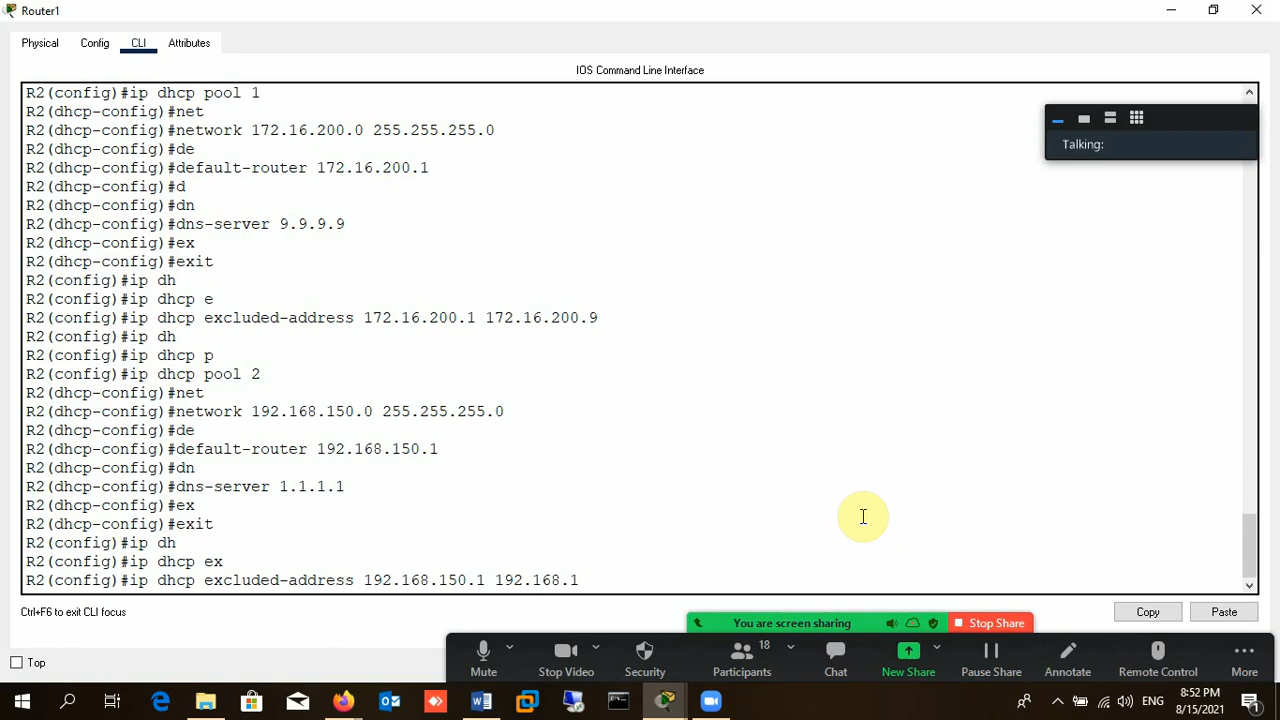 Router1
Physical Config CLI Attributes
IOS Command Line Interface
R2(config)#ip dhcp pool 1
R2(dhcp-config)#net
R2(dhcp-config)#network 172.16.200.0 255.255.255.0
R2(dhcp-config)#de
R2(dhcp-config)#default-router 172.16.200.1
R2(dhcp-config)#d
R2(dhcp-config)#dn
R2(dhcp-config)#dns-server 9.9.9.9
R2(dhcp-config)#ex
R2(dhcp-config)#exit
R2(config)#ip dh
R2(config)#ip dhcp e
R2(config)#ip dhcp excluded-address 172.16.200.1 172.16.200.9
R2(config)#ip dh
R2(config)#ip dhcp p
R2(config)#ip dhcp pool 2
R2(dhcp-config)#net
R2(dhcp-config)#network 192.168.150.0 255.255.255.0
R2(dhcp-config)#de
R2(dhcp-config)#default-router 192.168.150.1
R2(dhcp-config)#dn
R2(dhcp-config)#dns-server 1.1.1.1
R2(dhcp-config)#ex
R2(dhcp-config)#exit
R2(config)#ip dh
R2(config)#ip dhcp ex
R2(config)#ip dhcp excluded-address 192.168.150.1 192.168.1
Talking:
Ctrl+F6 to exit CLI focus
Copy Paste
You are screen sharing Stop Share
Top
18
Mute Stop Video Security Participants Chat New Share Pause Share Annotate Remote Control More
ENG
8:52 PM
8/15/2021
1